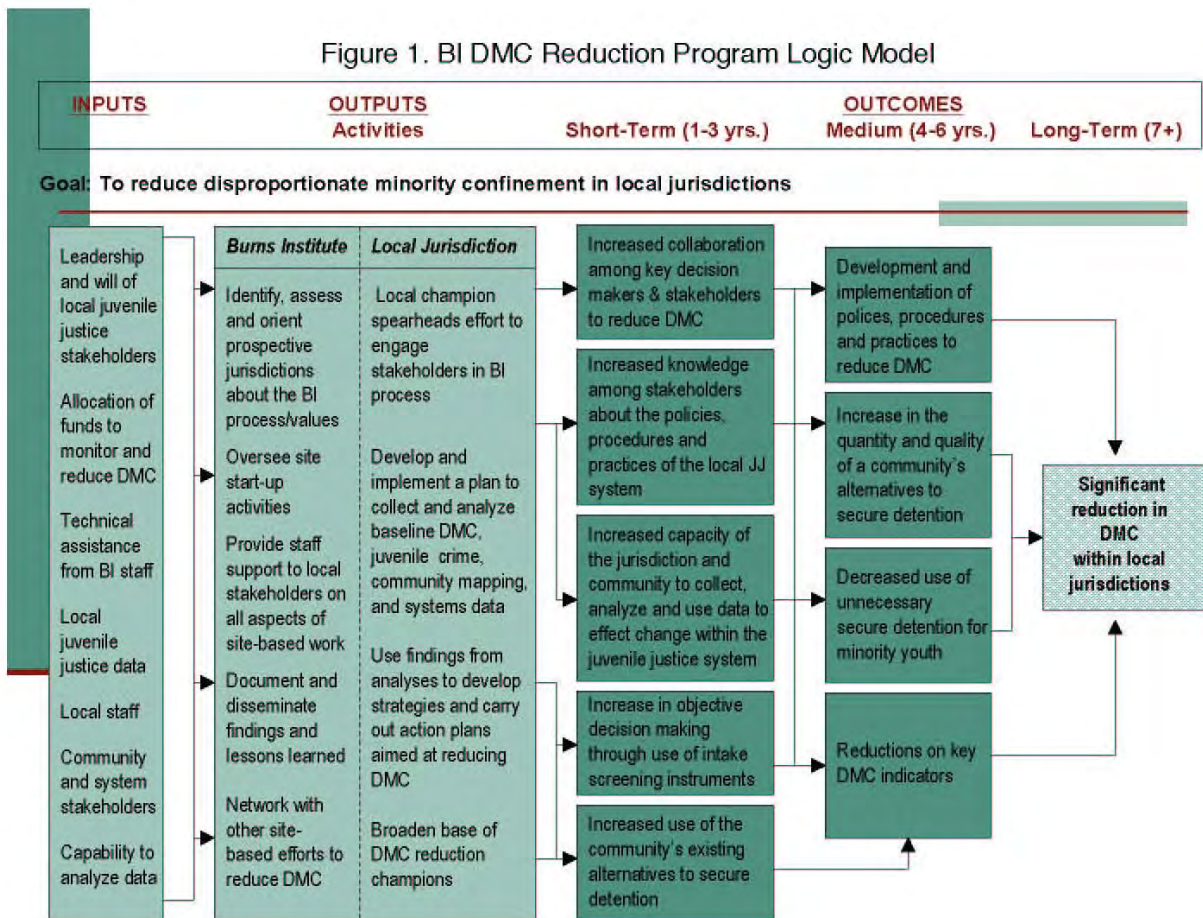 Figure 1. BI DMC Reduction Program Logic Model
INPUTS
OUTPUTS
Activities
OUTCOMES
Short-Term (1-3 yrs.)
Medium (4-6 yrs.)
Long-Term (7+)
Goal: To reduce disproportionate minority confinement in local jurisdictions
Leadership
and will of
local juvenile
justice
stakeholders
Allocation of
funds to
monitor and
reduce DMC
Technical
assistance
from BI staff
Local
juvenile
justice data
Local staff
Community
and system
stakeholders
Capability to
analyze data
Burns Institute
Identify, assess
and orient
prospective
jurisdictions
about the BI
process/values
Oversee site
start-up
activities
Provide staff
support to local
stakeholders on
all aspects of
site-based work
Document and
disseminate
findings and
lessons learned
Network with
other site-
based efforts to
reduce DMC
Local Jurisdiction
Local champion
spearheads effort to
engage
stakeholders in BI
process
Develop and
implement a plan to
collect and analyze
baseline DMC,
juvenile crime,
community mapping,
and systems data
Use findings from
analyses to develop
strategies and carry
out action plans
aimed at reducing
DMC
Broaden base of
DMC reduction
champions
Increased collaboration
among key decision
makers & stakeholders
to reduce DMC
Increased knowledge
among stakeholders
about the policies,
procedures and
practices of the local JJ
system
Increased capacity of
the jurisdiction and
community to collect,
analyze and use data to
effect change within the
juvenile justice system
Increase in objective
decision making
through use of intake
screening instruments
Increased use of the
community's existing
alternatives to secure
detention
Development and
implementation of
polices, procedures
and practices to
reduce DMC
Increase in the
quantity and quality
of a community's
alternatives to
secure detention
Decreased use of
unnecessary
secure detention for
minority youth
Reductions on key
DMC indicators
Significant
reduction in
DMC
within local
jurisdictions